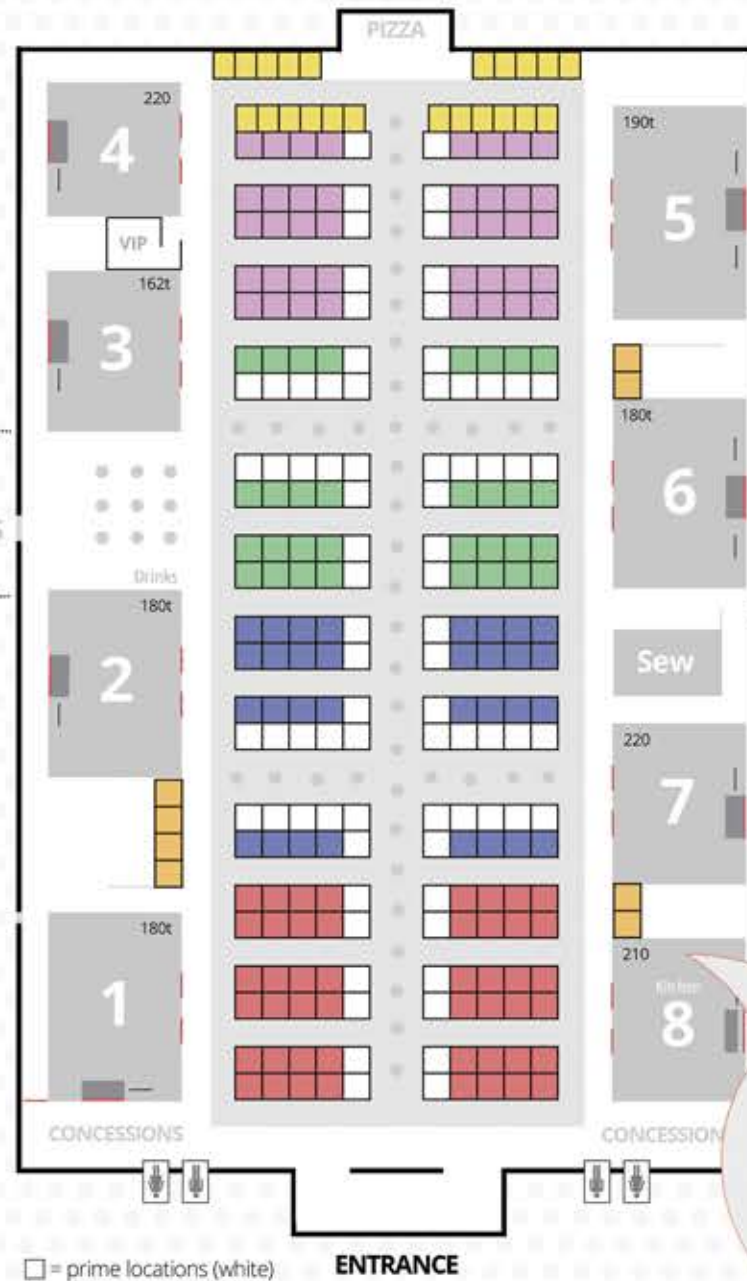 PIZZA
220
4
190t
5
VIP
162t
3
180t
6
Drinks
180t
2
Sew
220
7
180t
1
210
Kitchen
8
CONCESSIONS
CONCESSION
= prime locations (white)
ENTRANCE